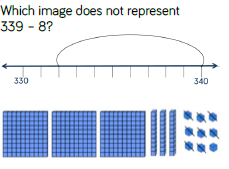 Which image does not represent
339 – 8?
330 340